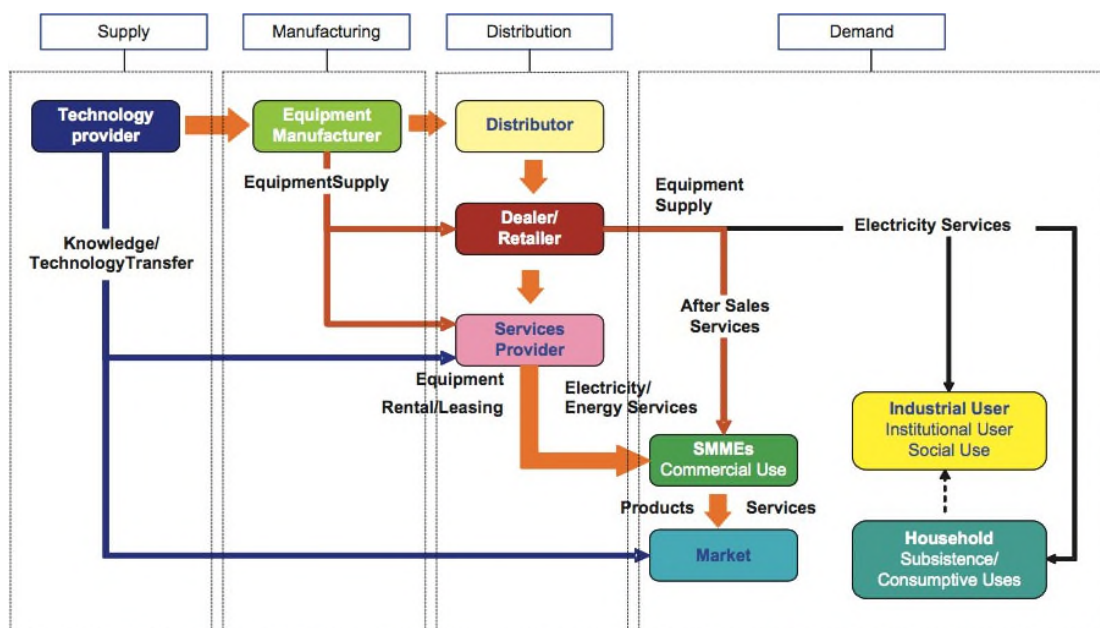 Supply
Manufacturing
Distribution
Demand
Technology
provider
Equipment
Manufacturer
Distributor
EquipmentSupply
Equipment
Supply
Dealer/
Retailer
Electricity Services
Knowledge/
TechnologyTransfer
After Sales
Services
Services
Provider
Equipment
Rental/Leasing
Electricity/
Energy Services
Industrial User
Institutional User
Social Use
SMMEs
Commercial Use
Products
Services
Market
Household
Subsistence/
Consumptive Uses